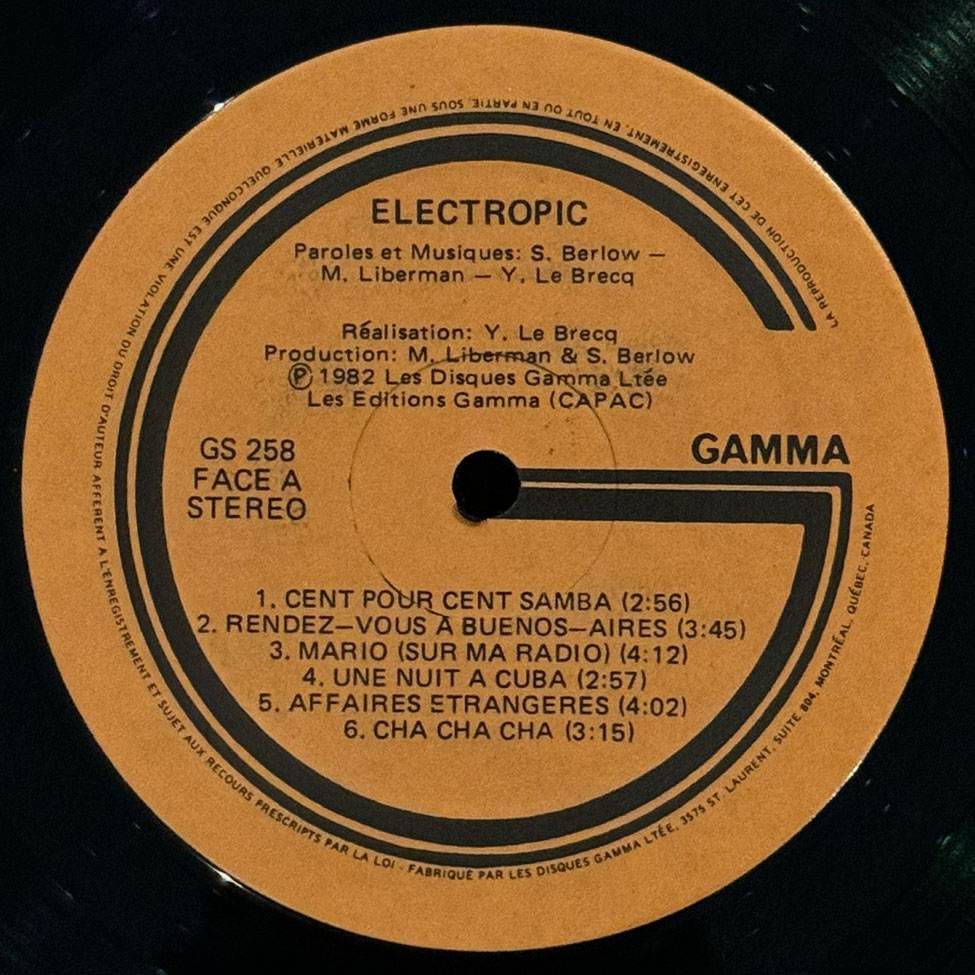 ELECTROPIC
Paroles et Musiques: S. Berlow —
M. Liberman — Y. Le Brecq
Réalisation: Y. Le Brecq
Production: M. Liberman & S. Berlow
Ⓟ 1982 Les Disques Gamma Ltée
Les Editions Gamma (CAPAC)
GS 258
FACE A
STEREO
GAMMA
1. CENT POUR CENT SAMBA (2:56)
2. RENDEZ—VOUS A BUENOS—AIRES (3:45)
3. MARIO (SUR MA RADIO) (4:12)
4. UNE NUIT A CUBA (2:57)
5. AFFAIRES ETRANGERES (4:02)
6. CHA CHA CHA (3:15)
LA REPRODUCTION DE CET ENREGISTREMENT, EN TOUT OU EN PARTIE, SOUS UNE FORME MATERIELLE QUELCONQUE EST UNE VIOLATION DU DROIT D'AUTEUR AFFERENT A L'ENREGISTREMENT ET SUJET AUX RECOURS PRESCRIPTS PAR LA LOI - FABRIQUÉ PAR LES DISQUES GAMMA LTÉE, 3575 ST. LAURENT, SUITE 804, MONTRÉAL, QUÉBEC, CANADA